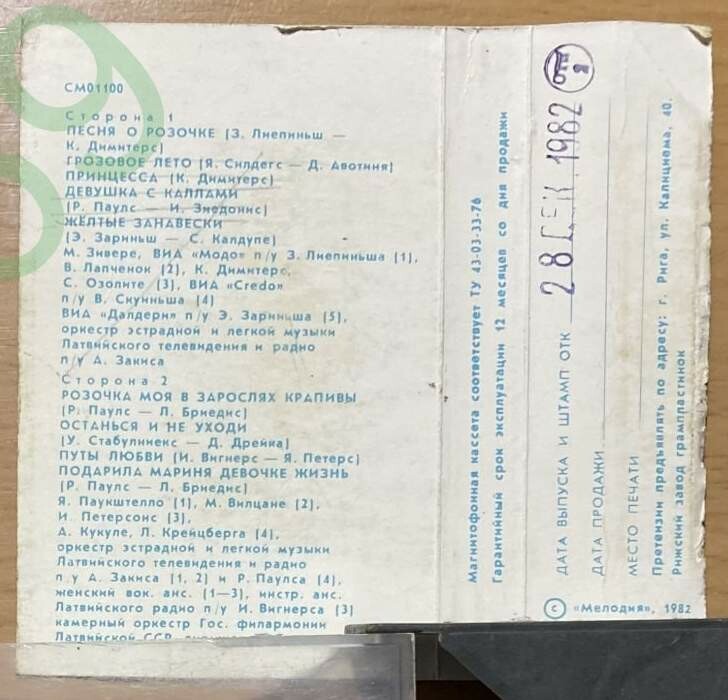 СМ01100
Сторона 1
ПЕСНЯ О РОЗОЧКЕ (З. Лиепиньш —
К. Димитерс)
ГРОЗОВОЕ ЛЕТО (Я. Силдегс — Д. Авотиня)
ПРИНЦЕССА (К. Димитерс)
ДЕВУШКА С КАЛЛАМИ
(Р. Паулс — И. Зиедонис)
ЖЁЛТЫЕ ЗАНАВЕСКИ
(Э. Зариньш — С. Калдупе)
М. Зивере, ВИА «Модо» п/у З. Лиепиньша (1),
В. Лапченок (2), К. Димитерс,
С. Озолите (3), ВИА «Credo»
п/у В. Скуиньша (4)
ВИА «Далдери» п/у Э. Зариньша (5),
оркестр эстрадной и легкой музыки
Латвийского телевидения и радио
п/у А. Закиса
Сторона 2
РОЗОЧКА МОЯ В ЗАРОСЛЯХ КРАПИВЫ
(Р. Паулс — Л. Бриедис)
ОСТАНЬСЯ И НЕ УХОДИ
(У. Стабулниекс — Д. Дрейка)
ПУТЫ ЛЮБВИ (И. Вигнерс — Я. Петерс)
ПОДАРИЛА МАРИНЯ ДЕВОЧКЕ ЖИЗНЬ
(Р. Паулс — Л. Бриедис)
Я. Паукштелло (1), М. Вилцане (2),
И. Петерсонс (3),
А. Кукуле, Л. Крейцберга (4),
оркестр эстрадной и легкой музыки
Латвийского телевидения и радио
п/у А. Закиса (1, 2) и Р. Паулса (4),
женский вок. анс. (1—3), инстр. анс.
Латвийского радио п/у И. Вигнерса (3)
камерный оркестр Гос. филармонии
Латвийской ССР
Магнитофонная кассета соответствует ТУ 43-03-33-76
Гарантийный срок эксплуатации 12 месяцев со дня продажи
ДАТА ВЫПУСКА И ШТАМП ОТК 28 ДЕК 1982 ОТК Я
ДАТА ПРОДАЖИ
МЕСТО ПЕЧАТИ
Претензии предъявлять по адресу: г. Рига, ул. Калнциема, 40.
Рижский завод грампластинок
© «Мелодия», 1982